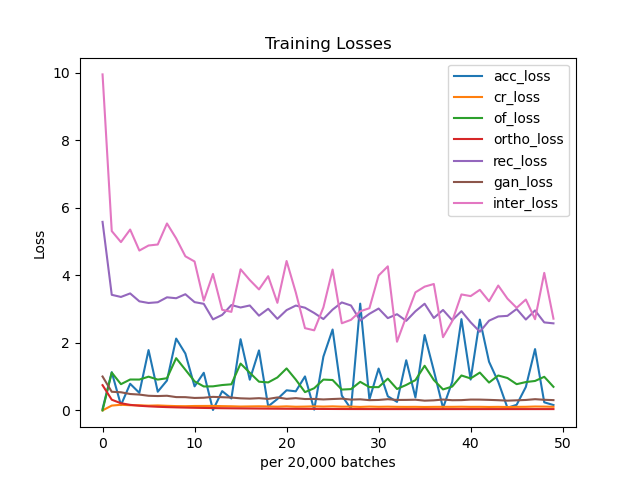 Training Losses
Loss
10
8
6
4
2
0
acc_loss
cr_loss
of_loss
ortho_loss
rec_loss
gan_loss
inter_loss
0 10 20 30 40 50
per 20,000 batches